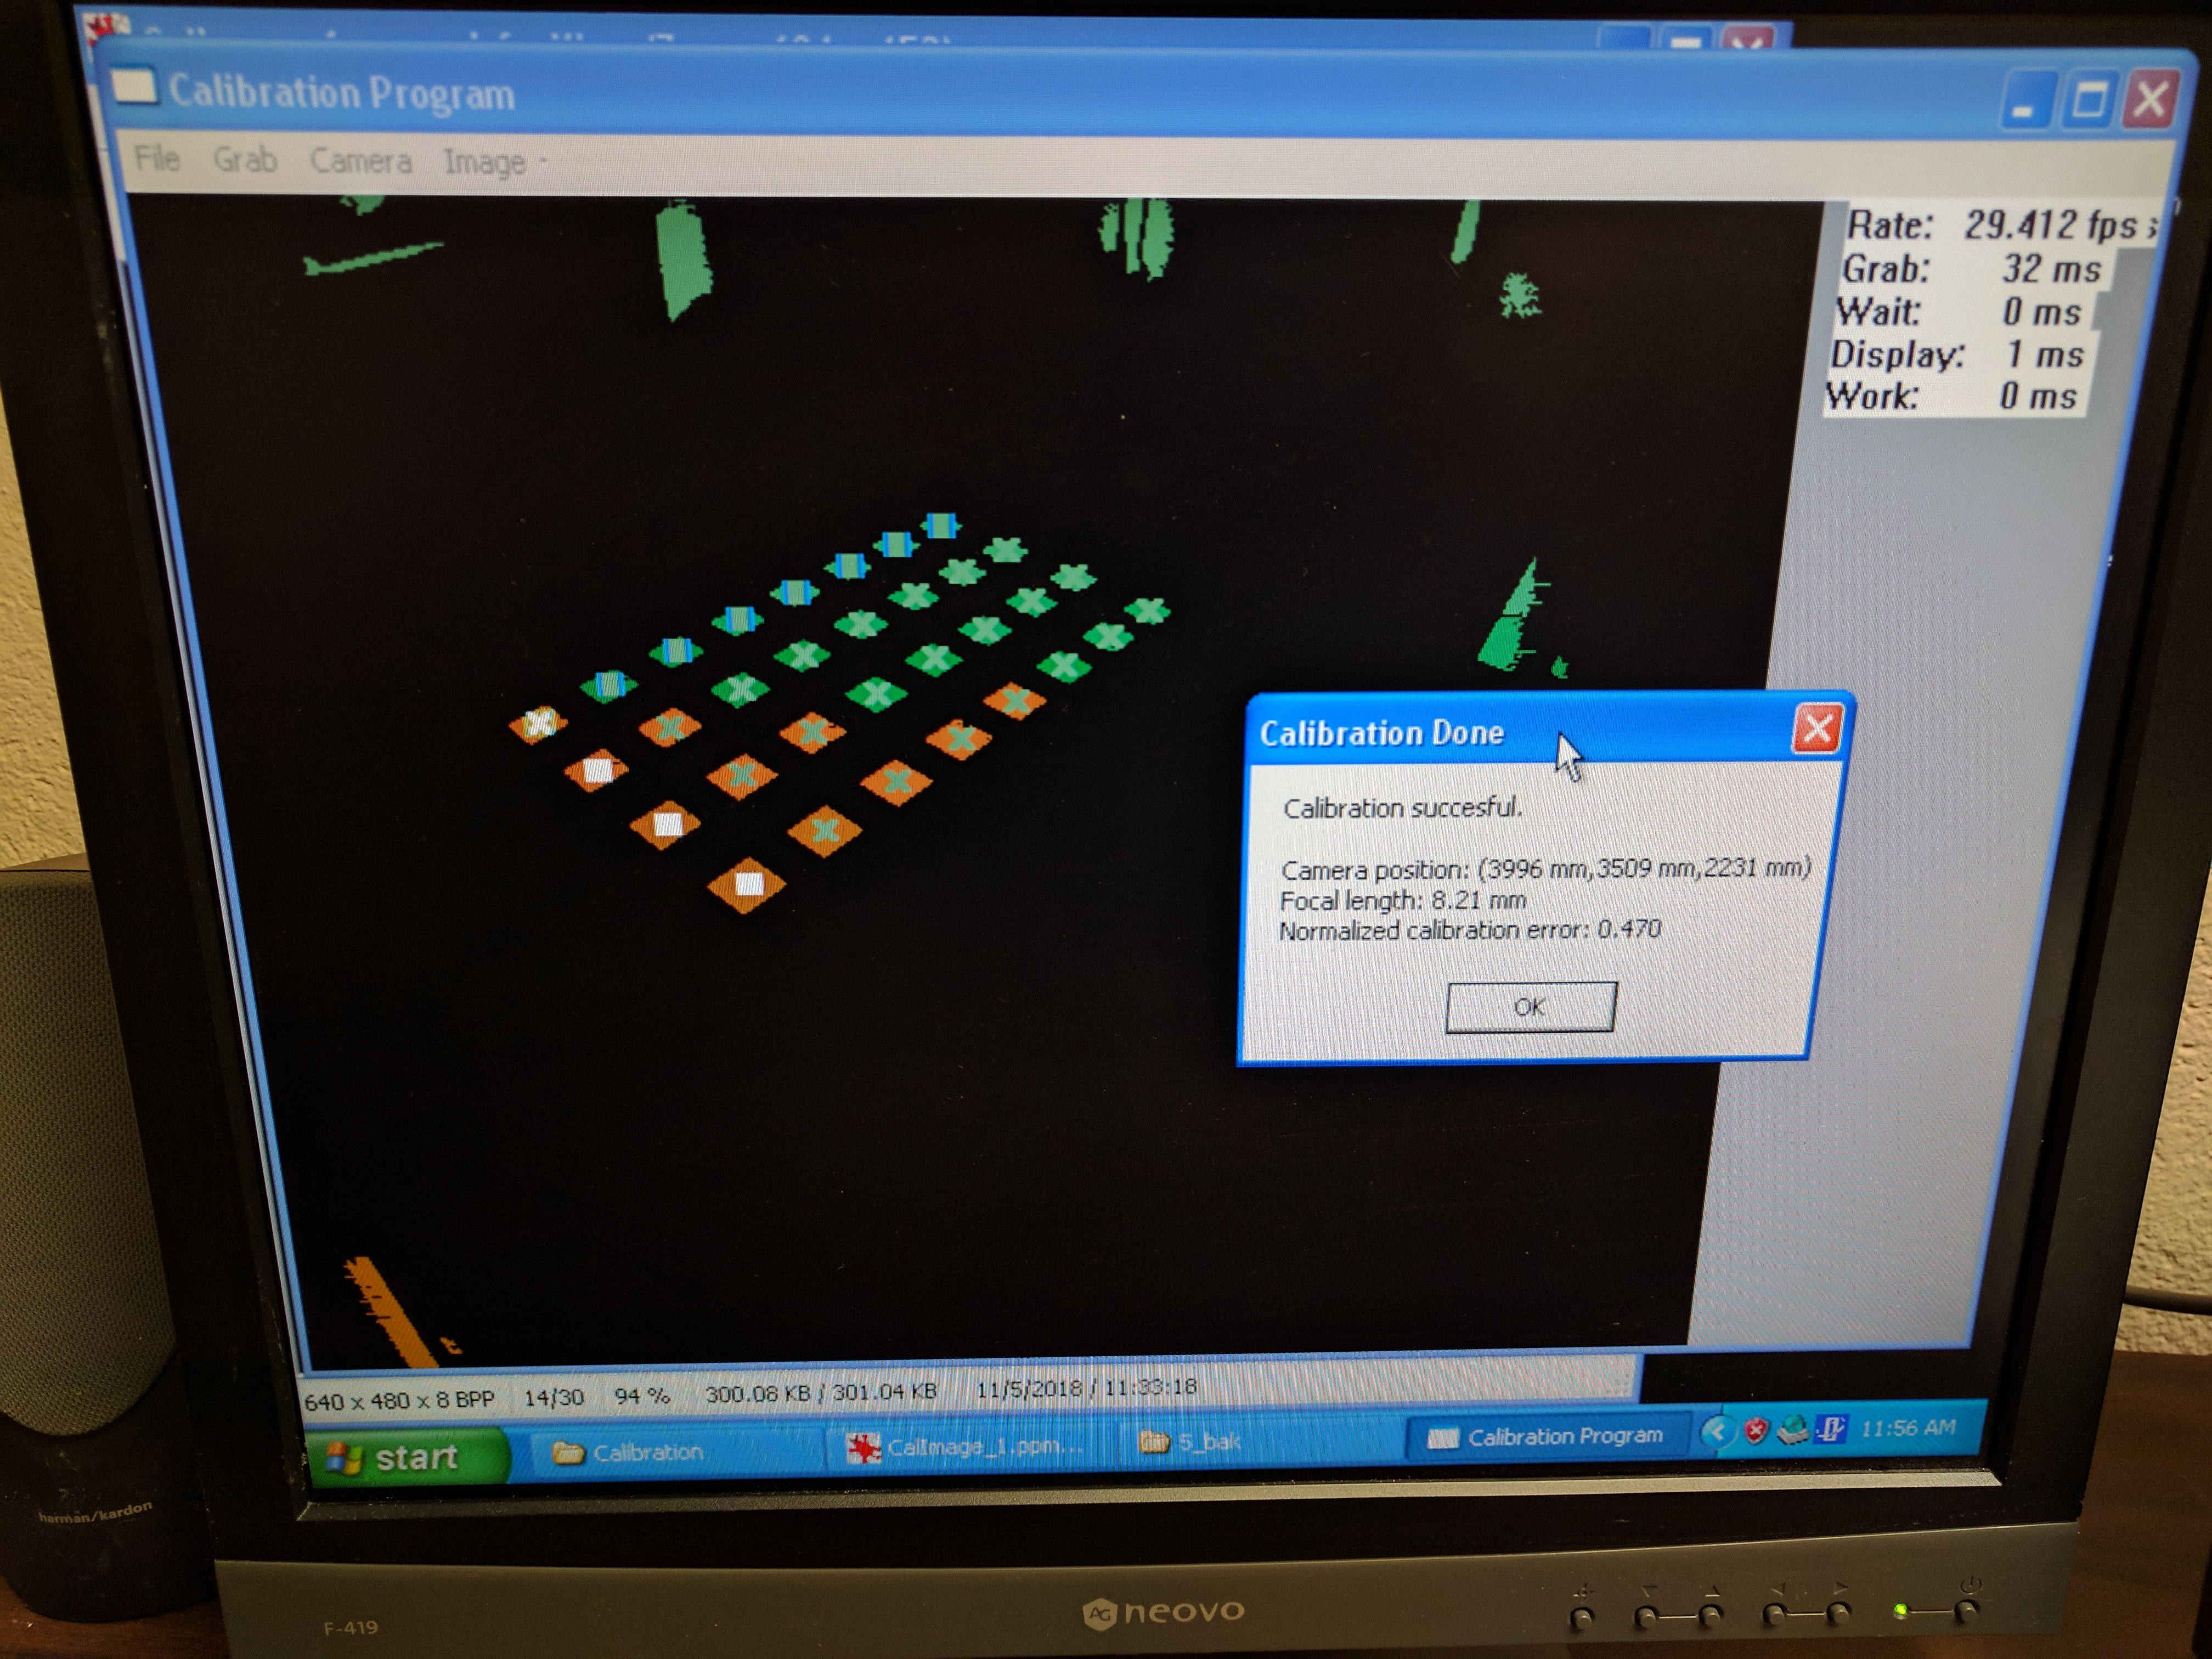 Calibration Program
File Grab Camera Image
Rate: 29.412 fps
Grab: 32 ms
Wait: 0 ms
Display: 1 ms
Work: 0 ms
Calibration Done
Calibration succesful.
Camera position: (3996 mm,3509 mm,2231 mm)
Focal length: 8.21 mm
Normalized calibration error: 0.470
OK
640 x 480 x 8 BPP 14/30 94 % 300.08 KB / 301.04 KB 11/5/2018 / 11:33:18
start Calibration CalImage_1.ppm... 5_bak Calibration Program 11:56 AM
harman/kardon
F-419
AG neovo